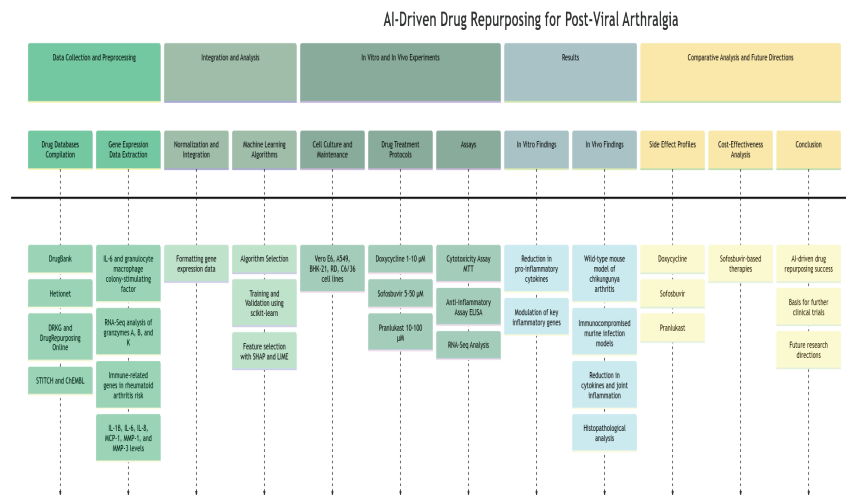 AI-Driven Drug Repurposing for Post-Viral Arthralgia
Data Collection and Preprocessing
Integration and Analysis
In Vitro and In Vivo Experiments
Results
Comparative Analysis and Future Directions
Drug Databases
Compilation
Gene Expression
Data Extraction
Normalization and
Integration
Machine Learning
Algorithms
Cell Culture and
Maintenance
Drug Treatment
Protocols
Assays
In Vitro Findings
In Vivo Findings
Side Effect Profiles
Cost-Effectiveness
Analysis
Conclusion
DrugBank
Hetionet
DRKG and
DrugRepurposing
Online
STITCH and ChEMBL
IL-6 and granulocyte
macrophage
colony-stimulating
factor
RNA-Seq analysis of
granzymes A, B, and
K
Immune-related
genes in rheumatoid
arthritis risk
IL-1B, IL-6, IL-8,
MCP-1, MMP-1, and
MMP-3 levels
Formatting gene
expression data
Algorithm Selection
Training and
Validation using
scikit-learn
Feature selection
with SHAP and LIME
Vero E6, A549,
BHK-21, RD, C6/36
cell lines
Doxycycline 1-10 µM
Sofosbuvir 5-50 µM
Pranlukast 10-100
µM
Cytotoxicity Assay
MTT
Anti-Inflammatory
Assay ELISA
RNA-Seq Analysis
Reduction in
pro-inflammatory
cytokines
Modulation of key
inflammatory genes
Wild-type mouse
model of
chikungunya
arthritis
Immunocompromised
murine infection
models
Reduction in
cytokines and joint
inflammation
Histopathological
analysis
Doxycycline
Sofosbuvir
Pranlukast
Sofosbuvir-based
therapies
AI-driven drug
repurposing success
Basis for further
clinical trials
Future research
directions